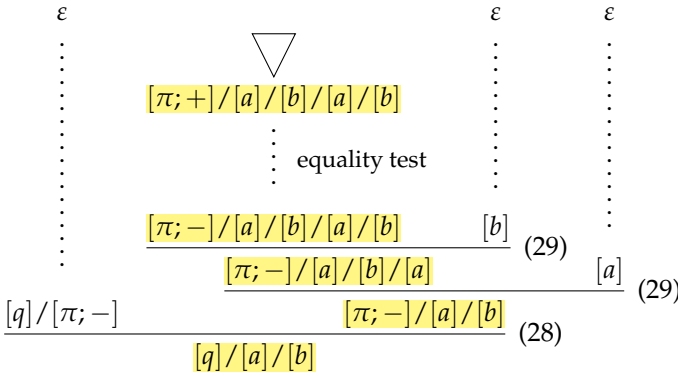 ε ε ε
[π; +]/[a]/[b]/[a]/[b]
equality test
[π; −]/[a]/[b]/[a]/[b] [b] (29)
[π; −]/[a]/[b]/[a] [a] (29)
[q]/[π; −] [π; −]/[a]/[b] (28)
[q]/[a]/[b]